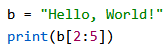 b = "Hello, World!"
print(b[2:5])